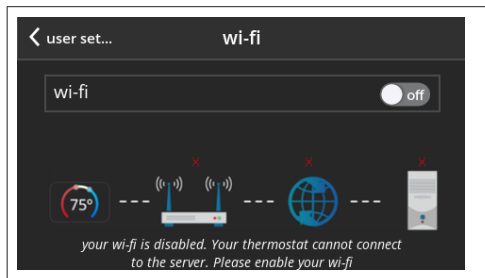 user set...
wi-fi
wi-fi
off
75°
your wi-fi is disabled. Your thermostat cannot connect
to the server. Please enable your wi-fi